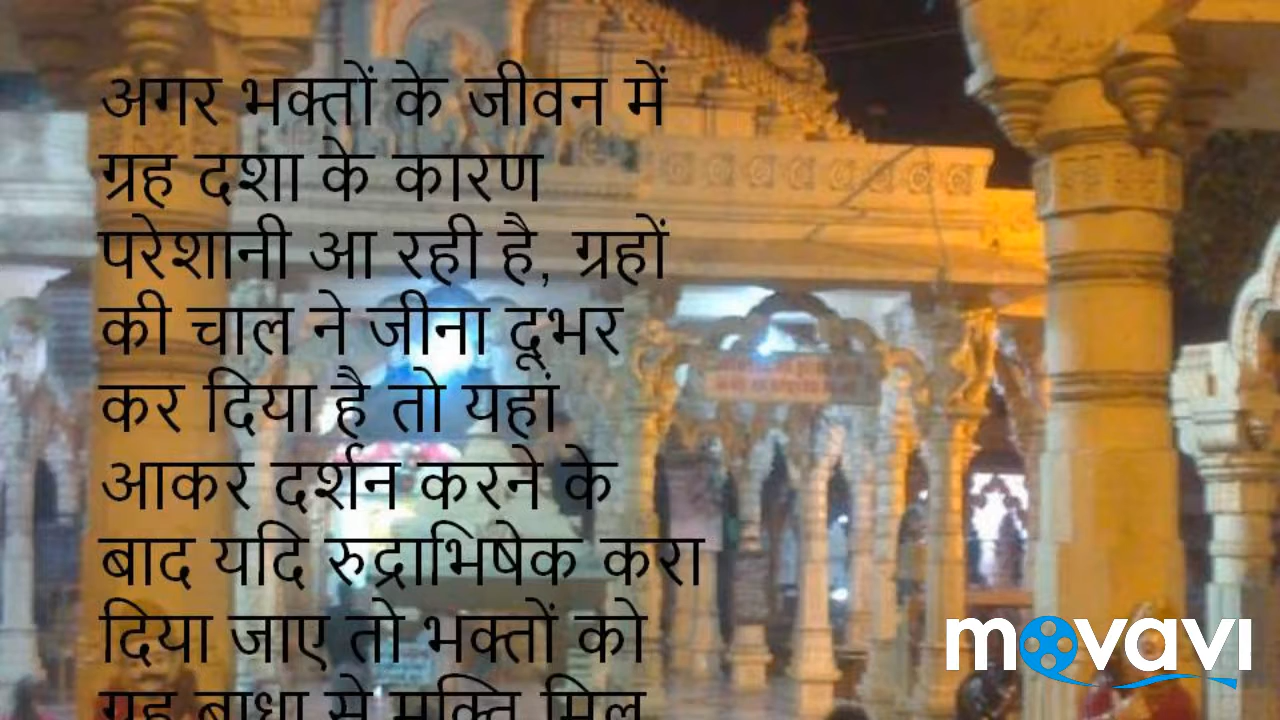 अगर भक्तों के जीवन में
ग्रह दशा के कारण
परेशानी आ रही है, ग्रहों
की चाल ने जीना दूभर
कर दिया है तो यहां
आकर दर्शन करने के
बाद यदि रुद्राभिषेक करा
दिया जाए तो भक्तों को
ग्रह बाधा से मुक्ति मिल
movavi